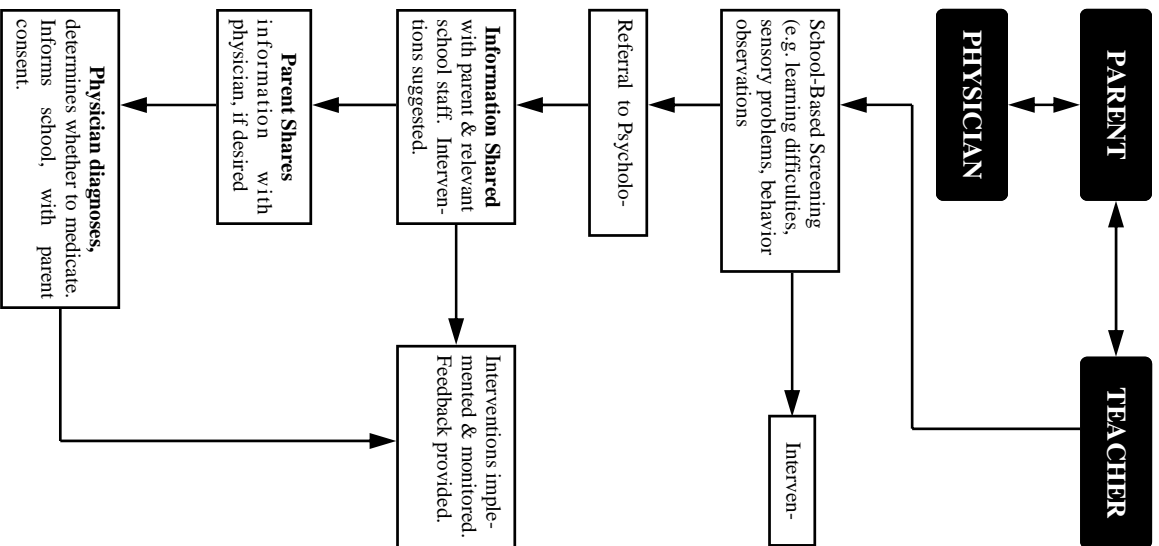 PARENT
TEACHER
PHYSICIAN
School-Based Screening
(e.g. learning difficulties,
sensory problems, behavior
observations
Interven-
Referral to Psycholo-
Information Shared
with parent & relevant
school staff. Interven-
tions suggested.
Interventions imple-
mented & monitored.
Feedback provided.
Parent Shares
information with
physician, if desired
Physician diagnoses,
determines whether to medicate.
Informs school, with parent
consent.